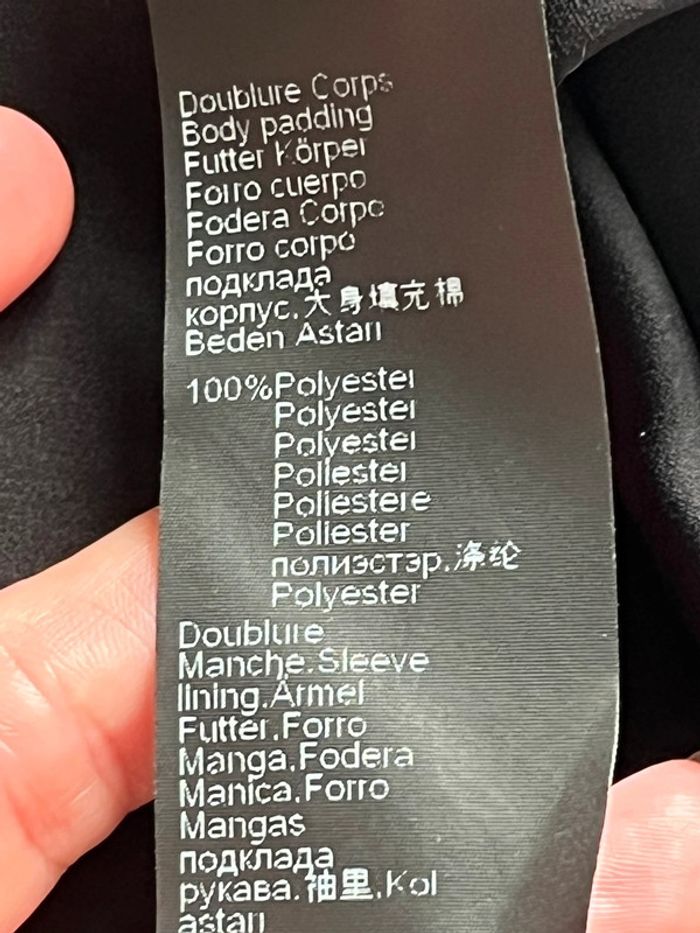 Doublure Corps
Body padding
Futter Körper
Forro cuerpo
Fodera Corpo
Forro corpo
подклада
корпус.大身填充棉
Beden Astarı
100%Polyester
Polyester
Polyester
Poliester
Poliestere
Poliester
полиэстэр.涤纶
Polyester
Doublure
Manche.Sleeve
lining.Ärmel
Futter.Forro
Manga.Fodera
Manica.Forro
Mangas
подклада
рукава.袖里.Kol
astarı